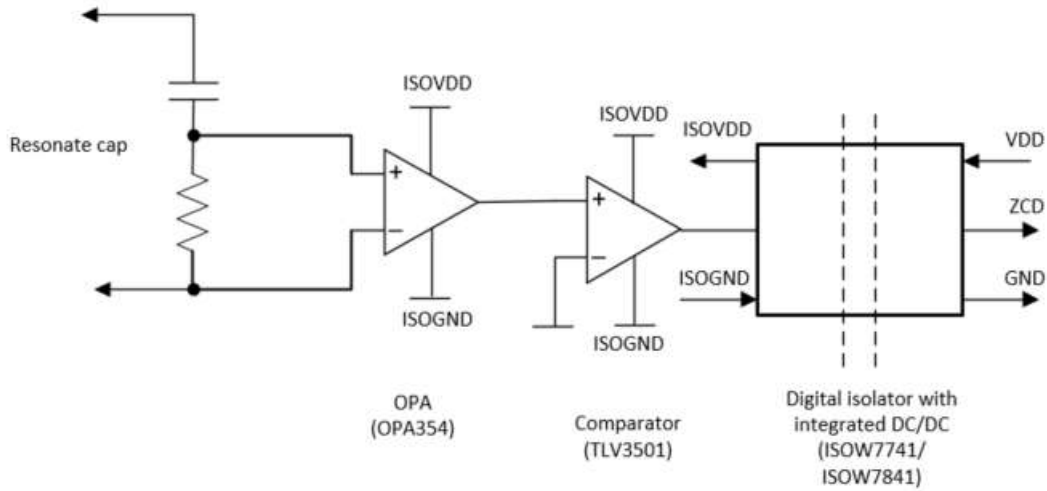 ISOVDD
ISOVDD
ISOVDD
VDD
Resonate cap
+
+
ZCD
−
−
ISOGND
GND
ISOGND
ISOGND
OPA
(OPA354)
Comparator
(TLV3501)
Digital isolator with
integrated DC/DC
(ISOW7741/
ISOW7841)